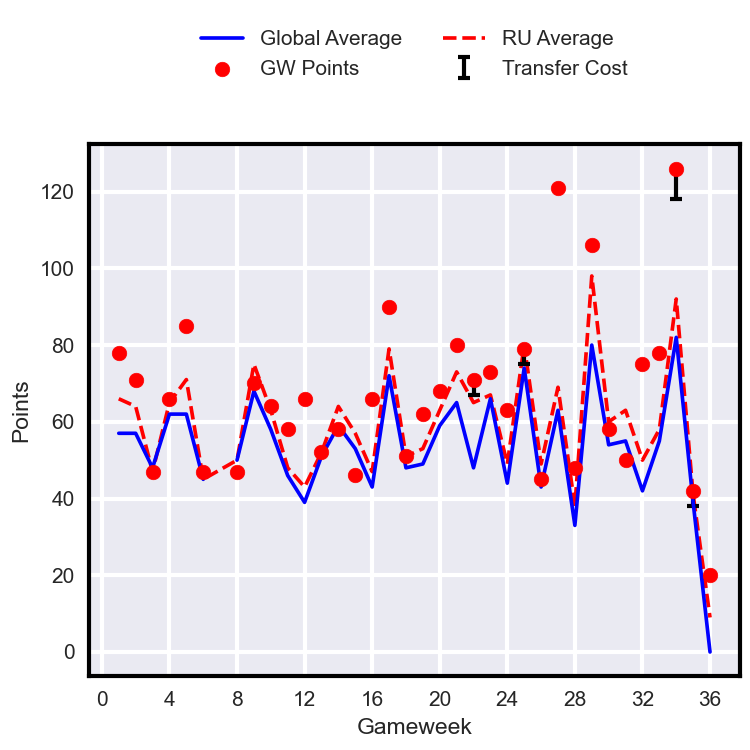 Global Average
RU Average
GW Points
Transfer Cost
120
100
80
60
40
20
0
Points
0 4 8 12 16 20 24 28 32 36
Gameweek